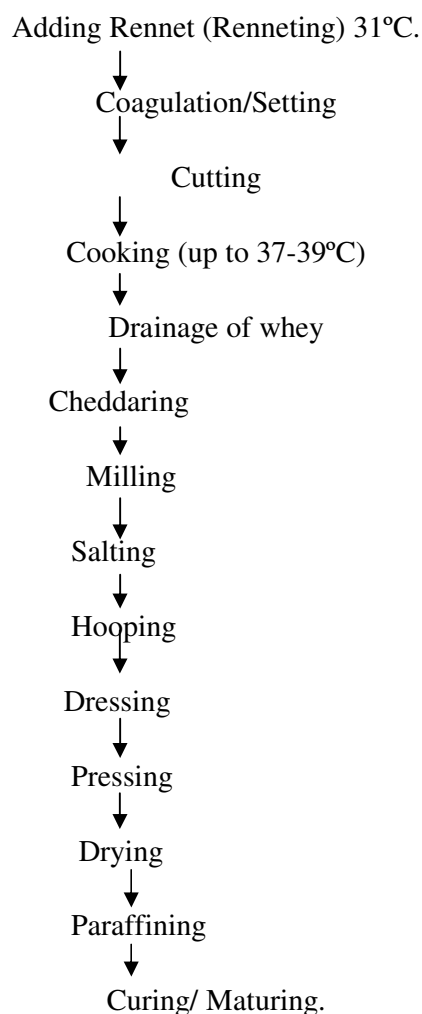 Adding Rennet (Renneting) 31ºC.
Coagulation/Setting
Cutting
Cooking (up to 37-39ºC)
Drainage of whey
Cheddaring
Milling
Salting
Hooping
Dressing
Pressing
Drying
Paraffining
Curing/ Maturing.